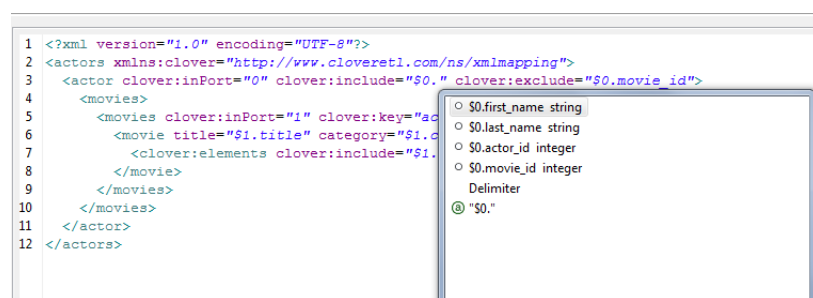 1 <?xml version="1.0" encoding="UTF-8"?>
2 <actors xmlns:clover="http://www.cloveretl.com/ns/xmlmapping">
3 <actor clover:inPort="0" clover:include="$0." clover:exclude="$0.movie_id">
4 <movies>
5 <movies clover:inPort="1" clover:key="ac
6 <movie title="$1.title" category="$1.c
7 <clover:elements clover:include="$1.
8 </movie>
9 </movies>
10 </movies>
11 </actor>
12 </actors>
$0.first_name string
$0.last_name string
$0.actor_id integer
$0.movie_id integer
Delimiter
@ "$0."